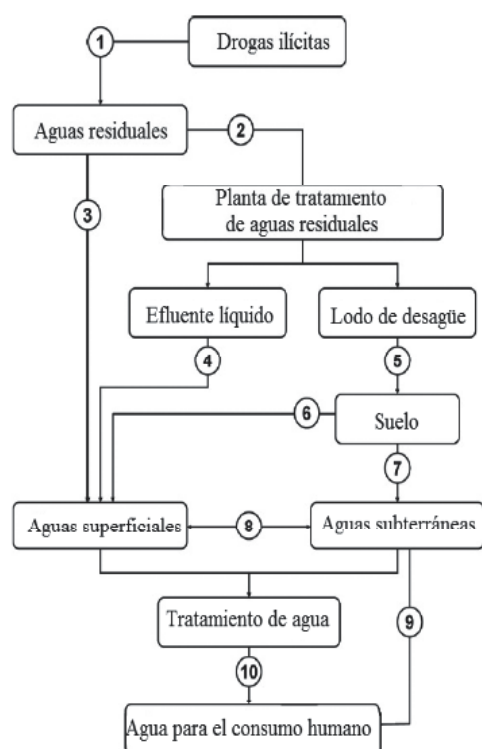 1
Drogas ilícitas
Aguas residuales
2
3
Planta de tratamiento
de aguas residuales
Efluente líquido
Lodo de desagüe
4
5
6
Suelo
7
Aguas superficiales
8
Aguas subterráneas
Tratamiento de agua
9
10
Agua para el consumo humano